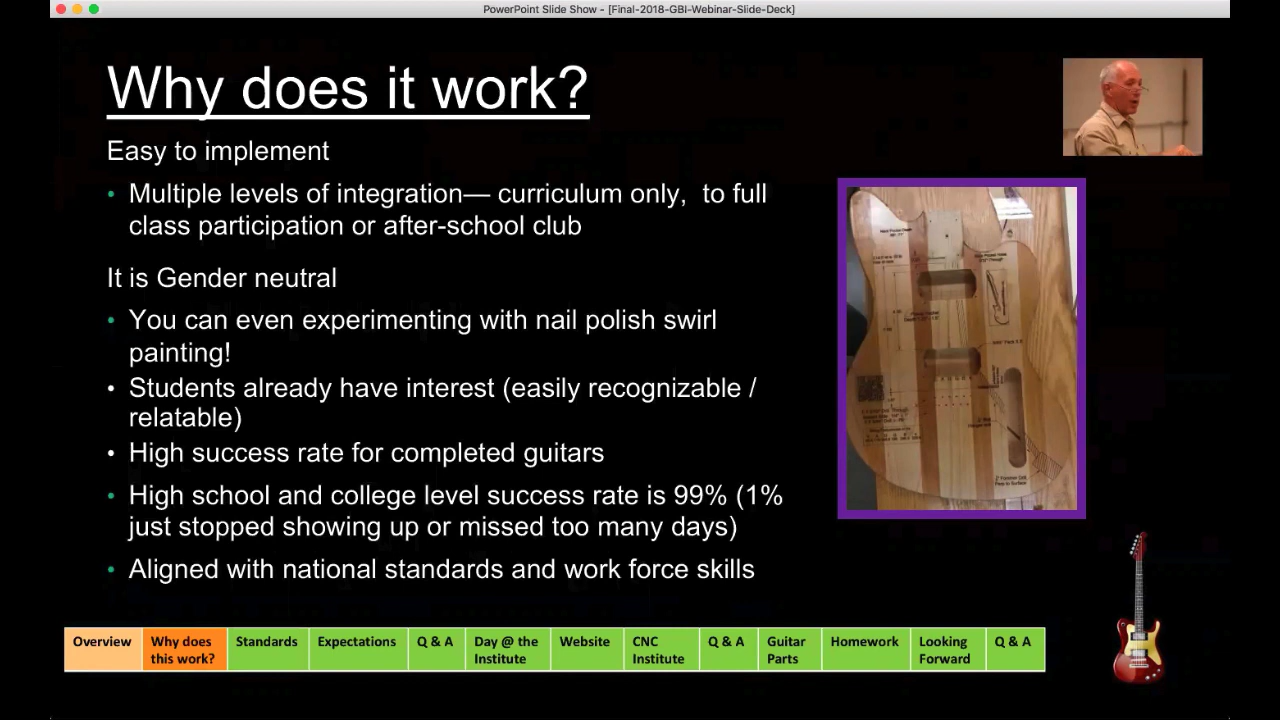 PowerPoint Slide Show - [Final-2018-GBI-Webinar-Slide-Deck]
Why does it work?
Easy to implement
• Multiple levels of integration— curriculum only, to full
class participation or after-school club
It is Gender neutral
• You can even experimenting with nail polish swirl
painting!
• Students already have interest (easily recognizable /
relatable)
• High success rate for completed guitars
• High school and college level success rate is 99% (1%
just stopped showing up or missed too many days)
• Aligned with national standards and work force skills
Overview
Why does
this work?
Standards
Expectations
Q & A
Day @ the
Institute
Website
CNC
Institute
Q & A
Guitar
Parts
Homework
Looking
Forward
Q & A